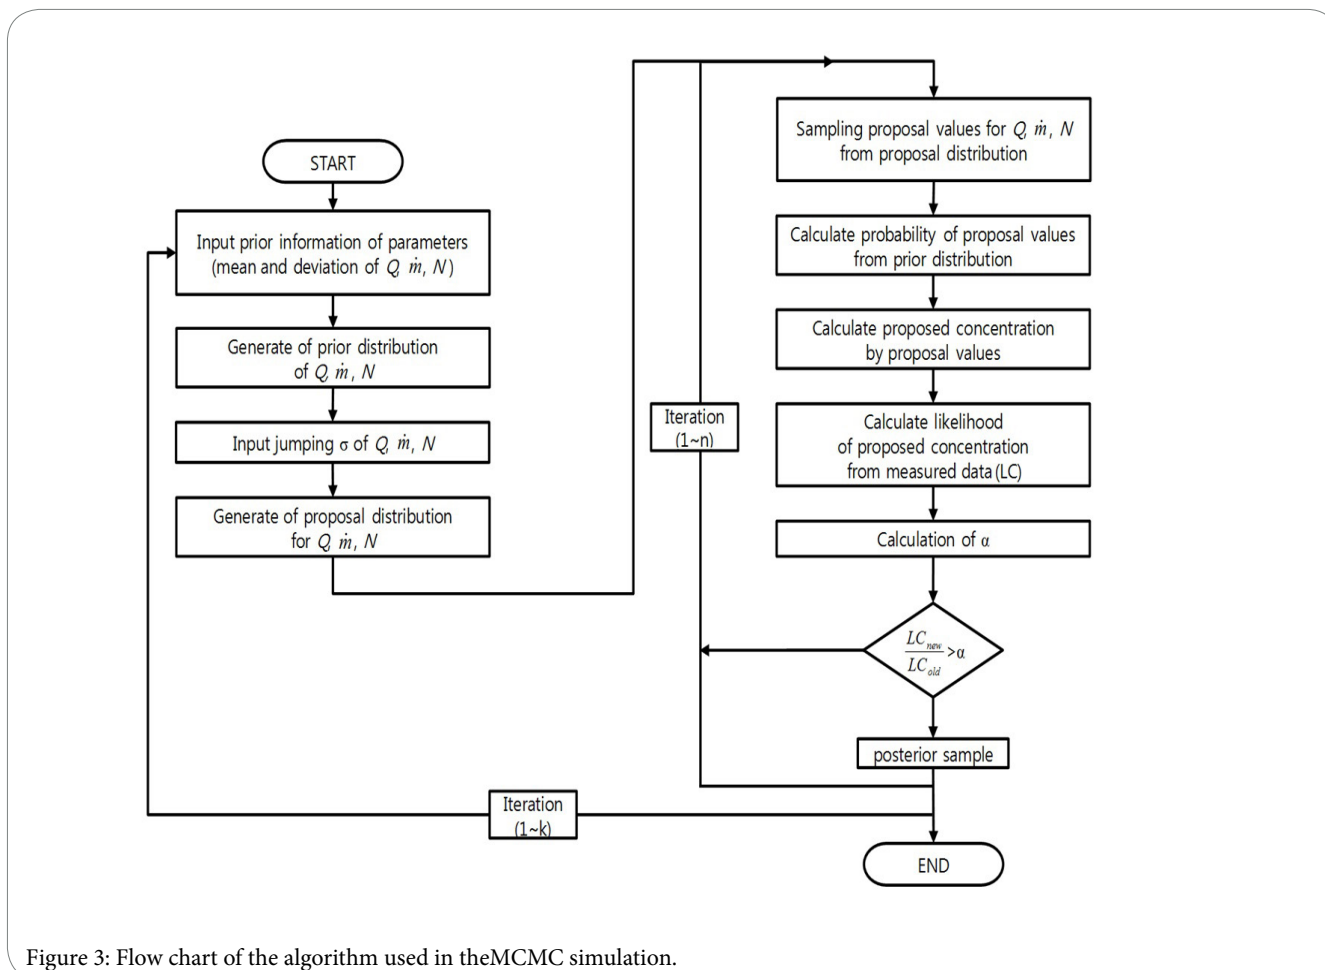 START
Input prior information of parameters
(mean and deviation of Q, ṁ, N)
Generate of prior distribution
of Q, ṁ, N
Input jumping σ of Q, ṁ, N
Generate of proposal distribution
for Q, ṁ, N
Sampling proposal values for Q, ṁ, N
from proposal distribution
Calculate probability of proposal values
from prior distribution
Calculate proposed concentration
by proposal values
Calculate likelihood
of proposed concentration
from measured data (LC)
Calculation of α
LC_new
LC_old
>α
posterior sample
Iteration
(1~n)
Iteration
(1~k)
END
Figure 3: Flow chart of the algorithm used in theMCMC simulation.